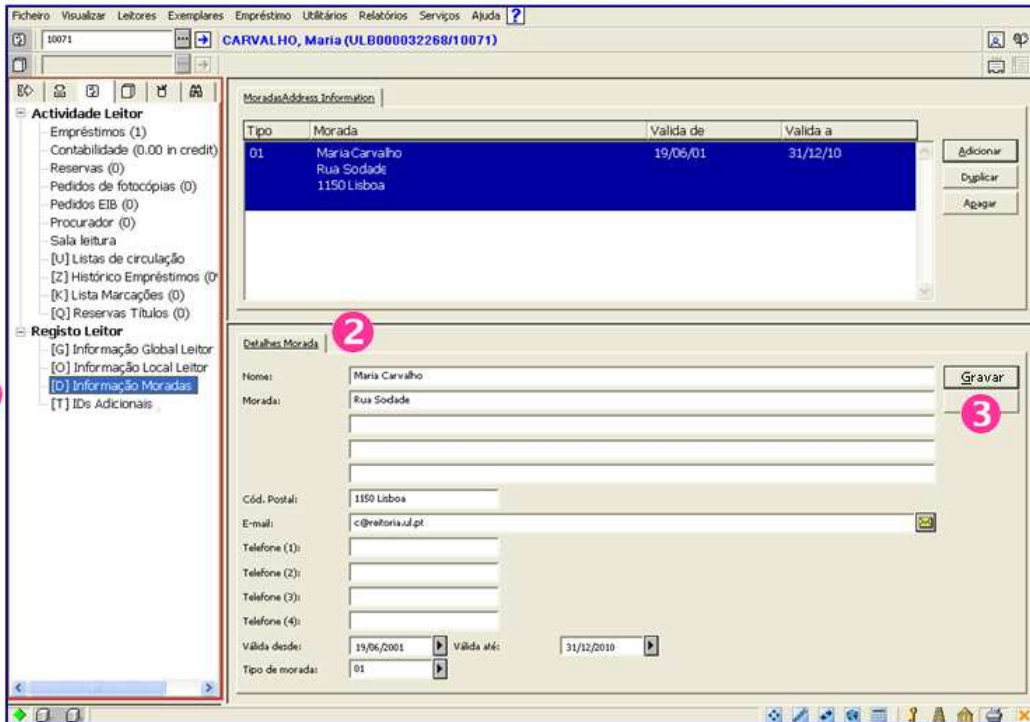 Ficheiro Visualizar Leitores Exemplares Empréstimo Utilitários Relatórios Serviços Ajuda ?
10071 ... CARVALHO, Maria (ULB000032268/10071)
Actividade Leitor
Empréstimos (1)
Contabilidade (0.00 in credit)
Reservas (0)
Pedidos de fotocópias (0)
Pedidos EIB (0)
Procurador (0)
Sala leitura
[U] Listas de circulação
[Z] Histórico Empréstimos (0
[K] Lista Marcações (0)
[Q] Reservas Títulos (0)
Registo Leitor
[G] Informação Global Leitor
[O] Informação Local Leitor
[D] Informação Moradas
[T] IDs Adicionais
MoradasAddress Information
Tipo Morada Valida de Valida a
01 Maria Carvalho 19/06/01 31/12/10
Rua Sodade
1150 Lisboa
Adicionar
Duplicar
Apagar
Detalhes Morada
2
Nome: Maria Carvalho
Gravar
3
Morada: Rua Sodade
Cód. Postal: 1150 Lisboa
E-mail: c@reitoria.ul.pt
Telefone (1):
Telefone (2):
Telefone (3):
Telefone (4):
Válida desde: 19/06/2001 Válida até: 31/12/2010
Tipo de morada: 01